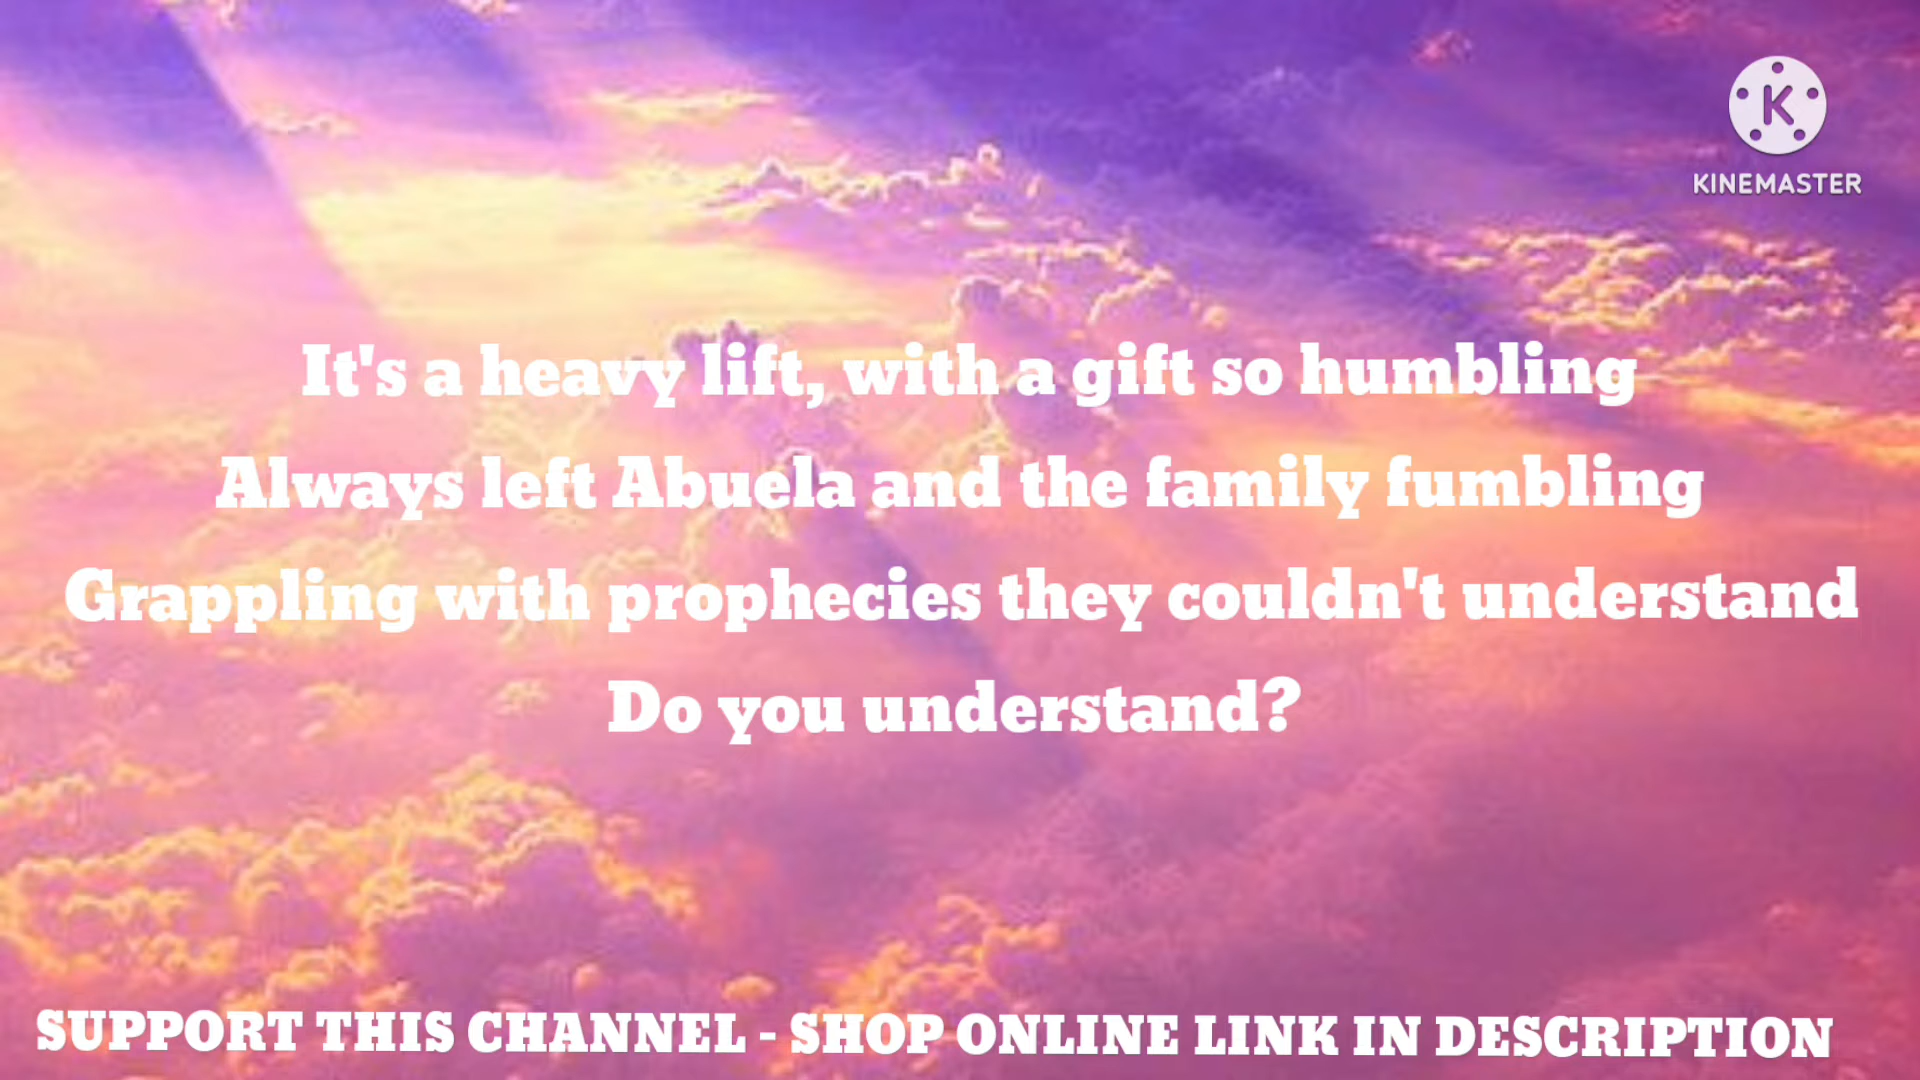 KINEMASTER
It's a heavy lift, with a gift so humbling
Always left Abuela and the family fumbling
Grappling with prophecies they couldn't understand
Do you understand?
SUPPORT THIS CHANNEL - SHOP ONLINE LINK IN DESCRIPTION